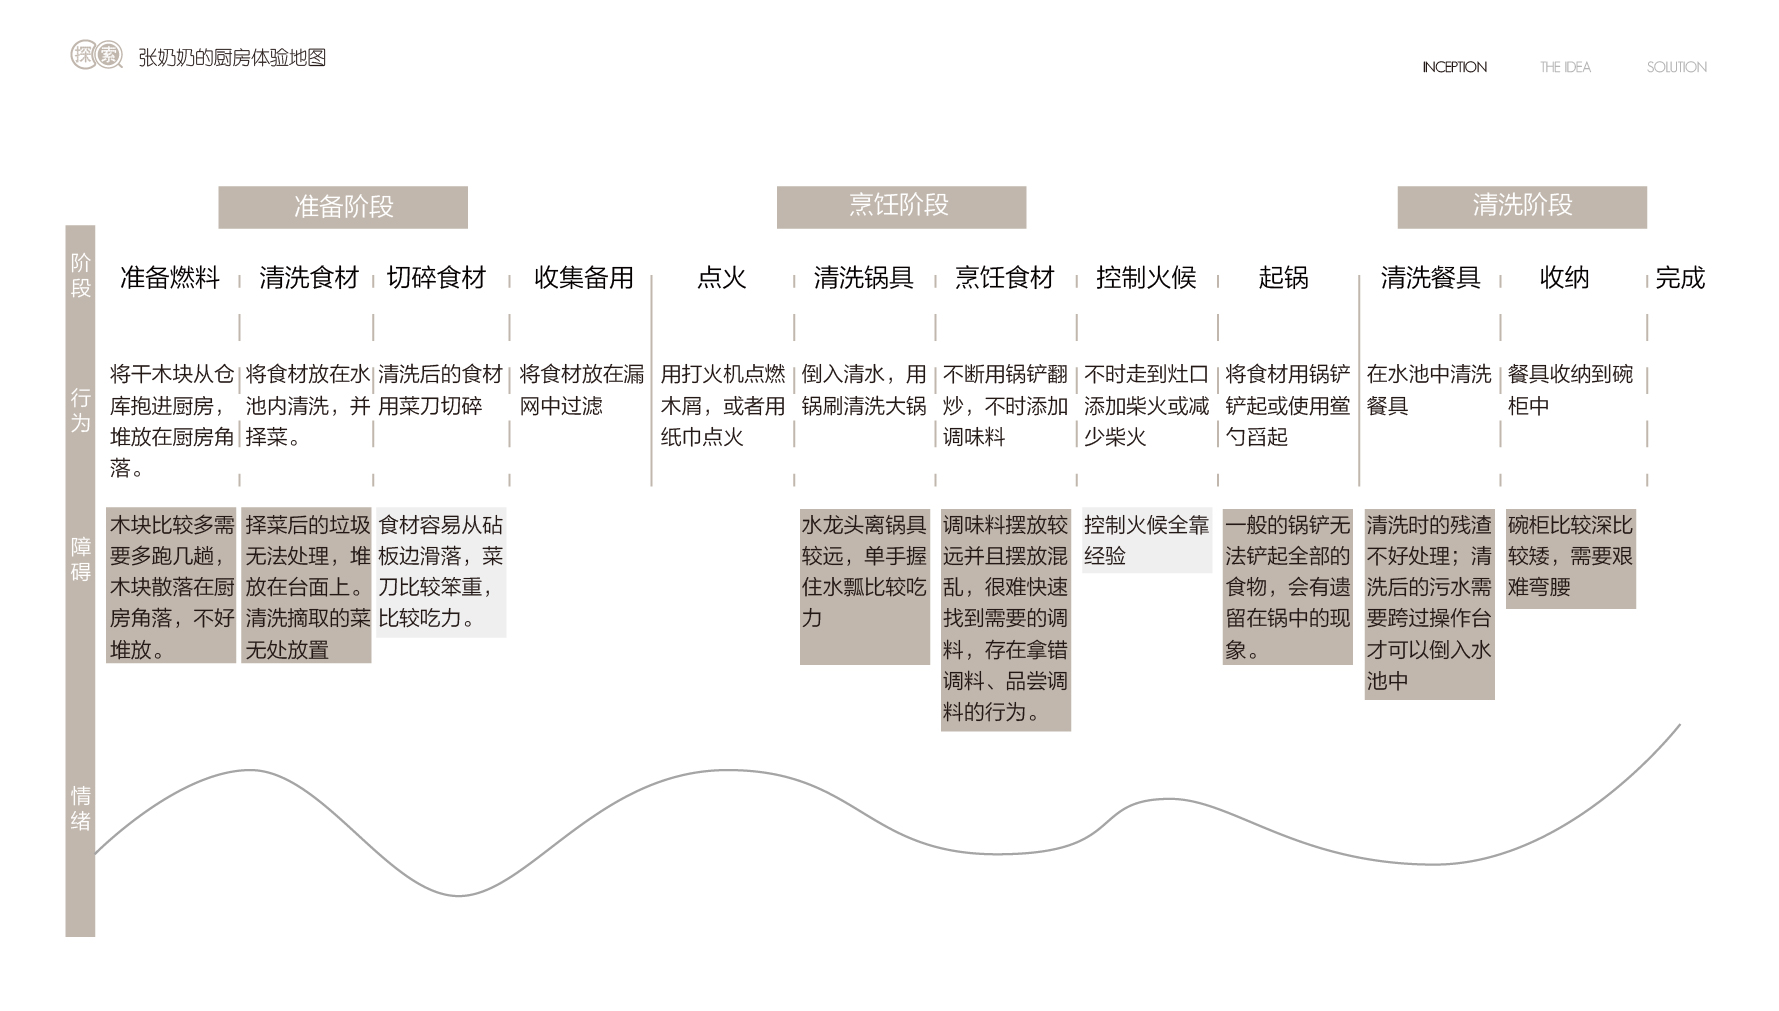 探索
张奶奶的厨房体验地图
INCEPTION
THE IDEA
SOLUTION
准备阶段
烹饪阶段
清洗阶段
阶
段
准备燃料
清洗食材
切碎食材
收集备用
点火
清洗锅具
烹饪食材
控制火候
起锅
清洗餐具
收纳
完成
行
为
将干木块从仓
库抱进厨房，
堆放在厨房角
落。
将食材放在水
池内清洗，并
择菜。
清洗后的食材
用菜刀切碎
将食材放在漏
网中过滤
用打火机点燃
木屑，或者用
纸巾点火
倒入清水，用
锅刷清洗大锅
不断用锅铲翻
炒，不时添加
调味料
不时走到灶口
添加柴火或减
少柴火
将食材用锅铲
铲起或使用鲎
勺舀起
在水池中清洗
餐具
餐具收纳到碗
柜中
障
碍
木块比较多需
要多跑几趟，
木块散落在厨
房角落，不好
堆放。
择菜后的垃圾
无法处理，堆
放在台面上。
清洗摘取的菜
无处放置
食材容易从砧
板边滑落，菜
刀比较笨重，
比较吃力。
水龙头离锅具
较远，单手握
住水瓢比较吃
力
调味料摆放较
远并且摆放混
乱，很难快速
找到需要的调
料，存在拿错
调料、品尝调
料的行为。
控制火候全靠
经验
一般的锅铲无
法铲起全部的
食物，会有遗
留在锅中的现
象。
清洗时的残渣
不好处理；清
洗后的污水需
要跨过操作台
才可以倒入水
池中
碗柜比较深比
较矮，需要艰
难弯腰
情
绪